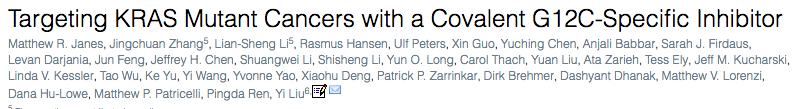 Targeting KRAS Mutant Cancers with a Covalent G12C-Specific Inhibitor
Matthew R. Janes, Jingchuan Zhang5, Lian-Sheng Li5, Rasmus Hansen, Ulf Peters, Xin Guo, Yuching Chen, Anjali Babbar, Sarah J. Firdaus,
Levan Darjania, Jun Feng, Jeffrey H. Chen, Shuangwei Li, Shisheng Li, Yun O. Long, Carol Thach, Yuan Liu, Ata Zarieh, Tess Ely, Jeff M. Kucharski,
Linda V. Kessler, Tao Wu, Ke Yu, Yi Wang, Yvonne Yao, Xiaohu Deng, Patrick P. Zarrinkar, Dirk Brehmer, Dashyant Dhanak, Matthew V. Lorenzi,
Dana Hu-Lowe, Matthew P. Patricelli, Pingda Ren, Yi Liu6